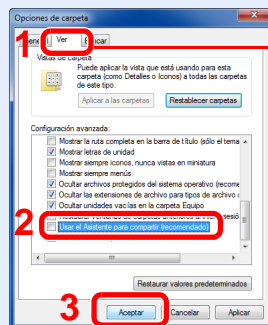 Opciones de carpeta
1
Ver
Vistas de carpeta
Puede aplicar la vista que está usando para esta
carpeta (como Detalles o Iconos) a todas las carpetas
de este tipo.
Aplicar a las carpetas
Restablecer carpetas
Configuración avanzada:
Mostrar la ruta completa en la barra de título (sólo el tema
Mostrar letras de unidad
Mostrar siempre iconos, nunca vistas en miniatura
Mostrar siempre menús
Ocultar archivos protegidos del sistema operativo (recome
Ocultar las extensiones de archivo para tipos de archivo
Ocultar unidades vacías en la carpeta Equipo
2
Usar el Asistente para compartir (recomendado)
Restaurar valores predeterminados
3
Aceptar
Cancelar
Aplicar